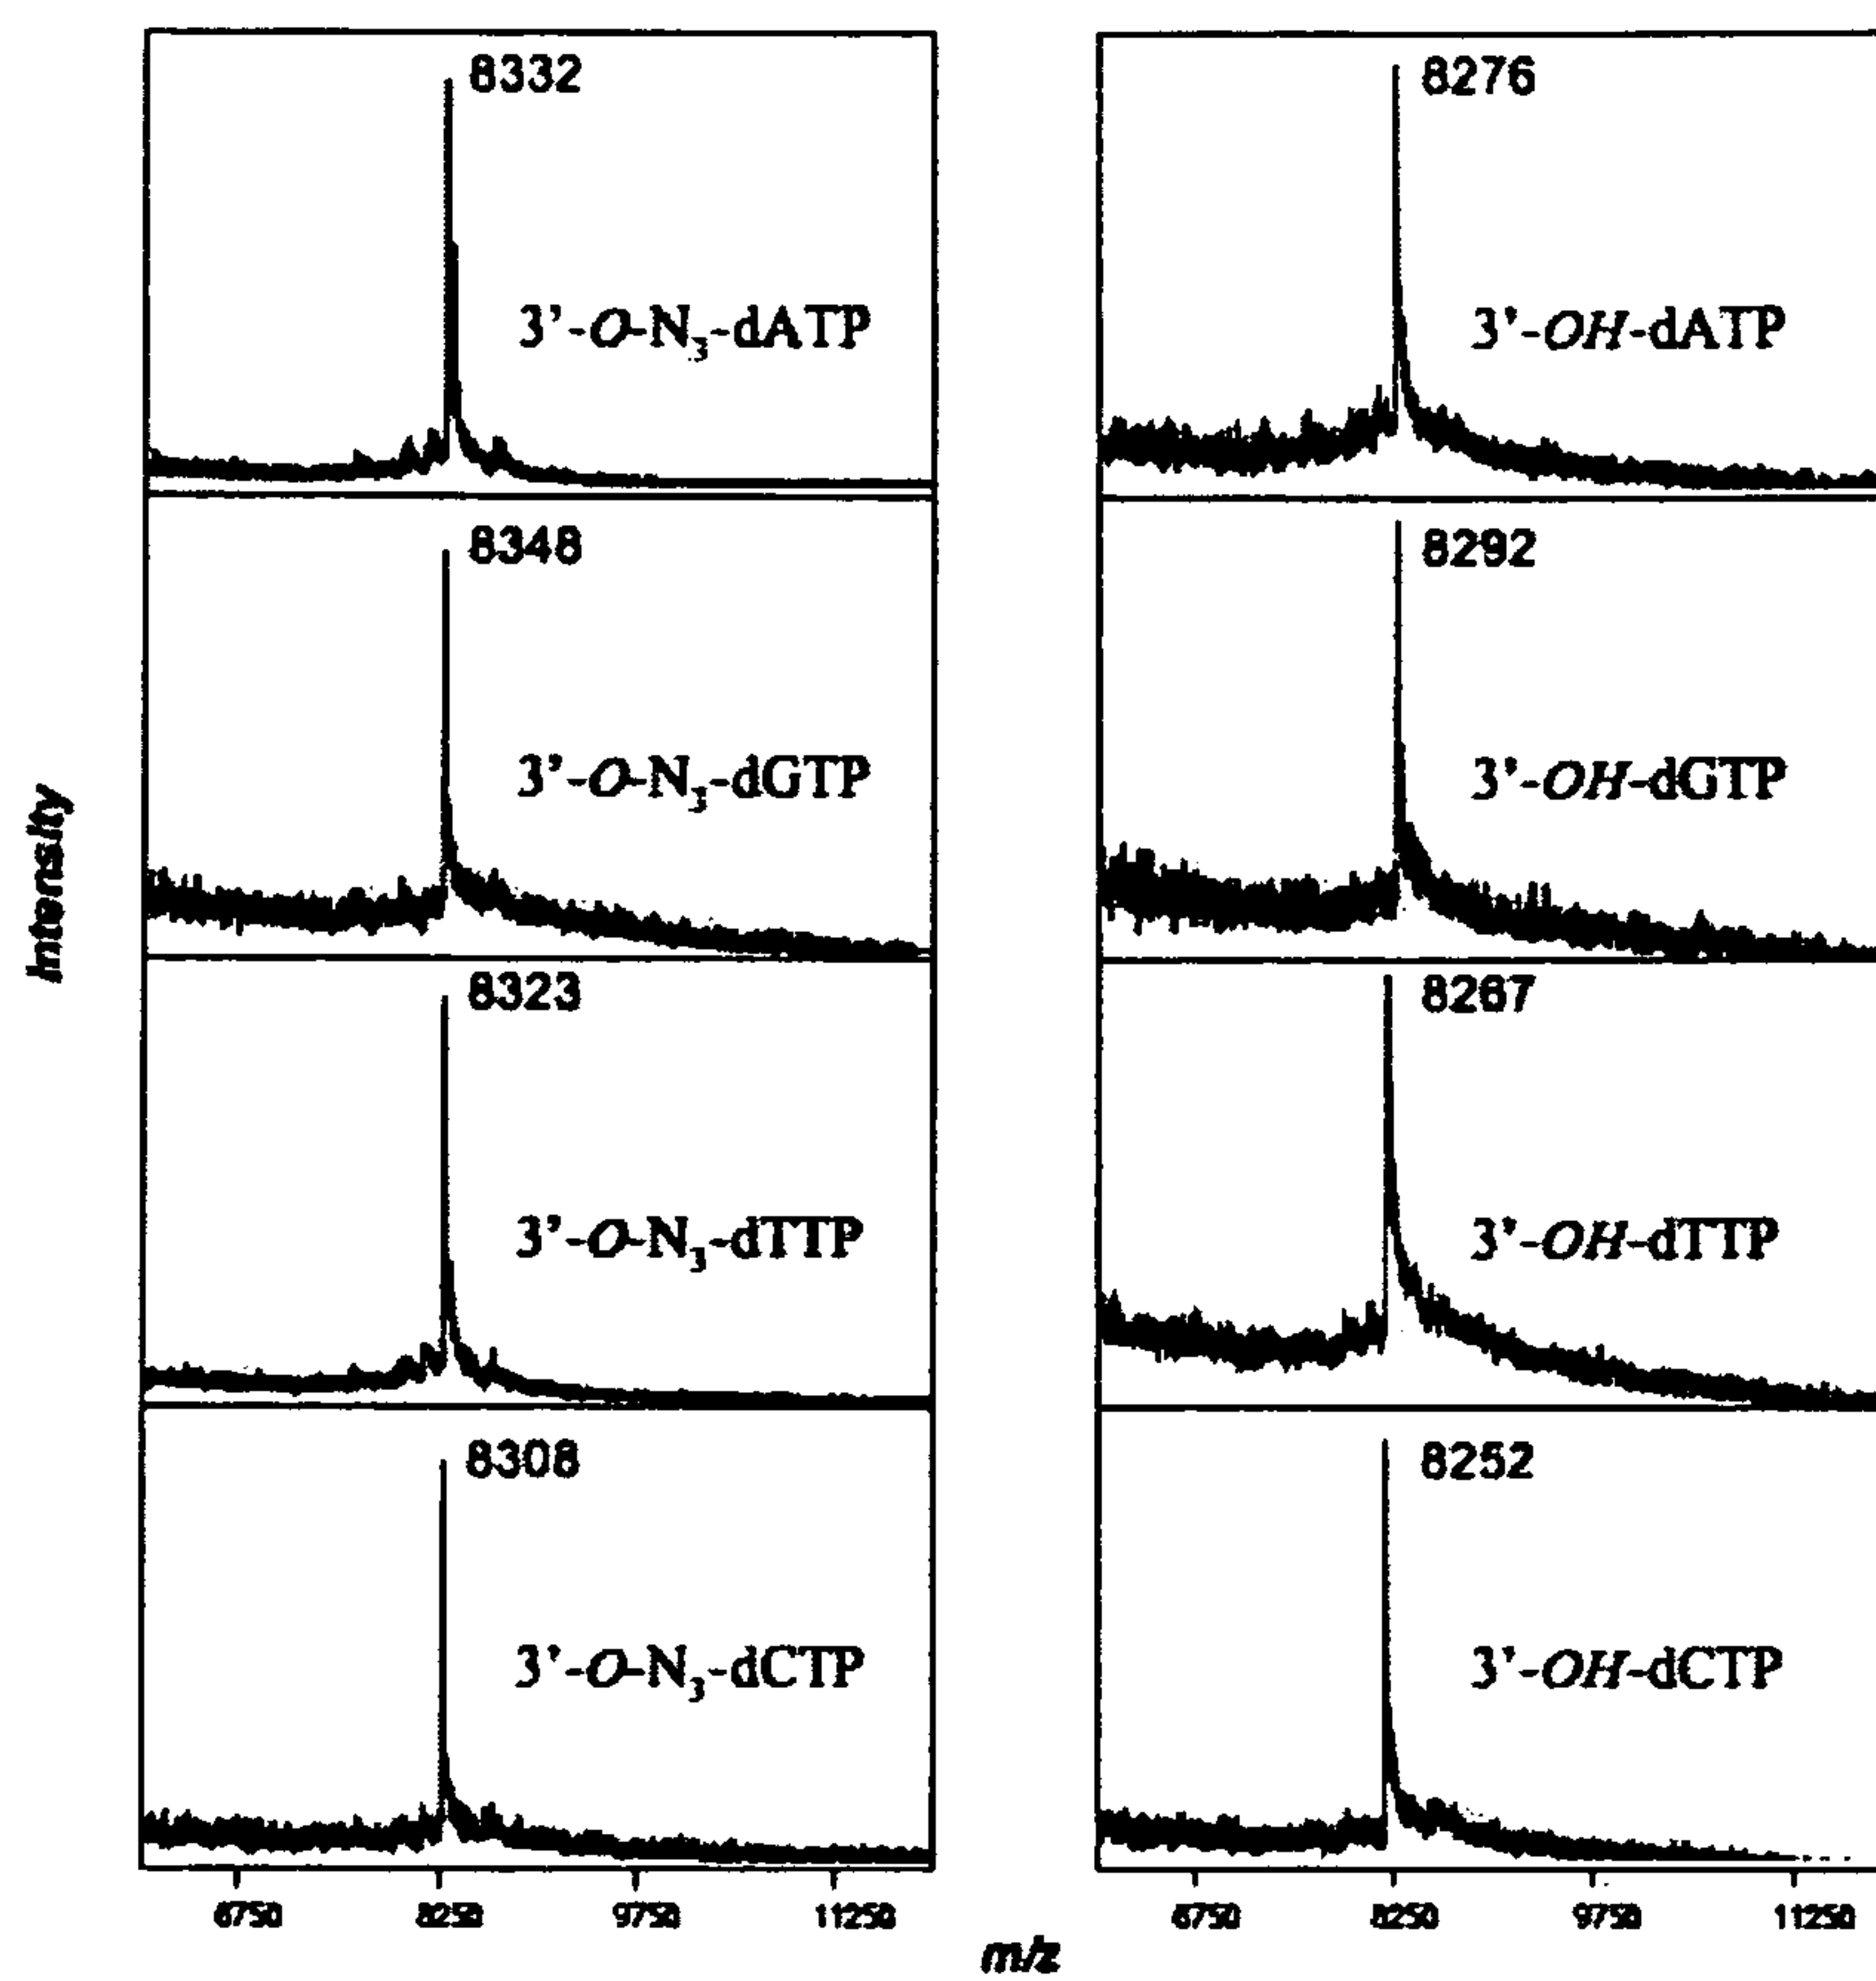 8332
3'-O-N3-dATP
8348
3'-O-N3-dGTP
8323
3'-O-N3-dTTP
8308
3'-O-N3-dCTP
6750 8250 9750 11250
8276
3'-OH-dATP
8292
3'-OH-dGTP
8267
3'-OH-dTTP
8252
3'-OH-dCTP
6750 8250 9750 11250
Intensity
m/z